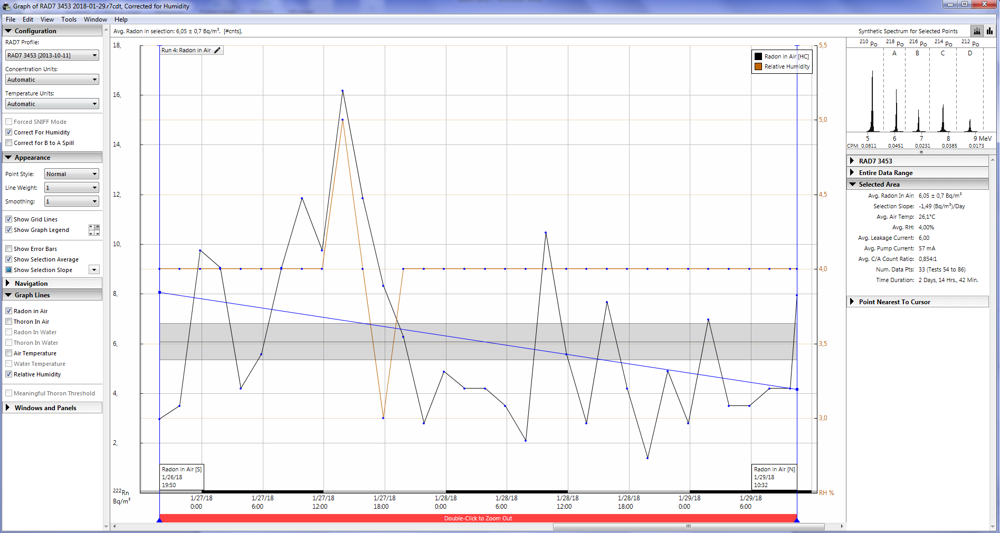 Graph of RAD7 3453 2018-01-29.r7cdt, Corrected for Humidity
File Edit View Tools Window Help
Configuration
RAD7 Profile:
RAD7 3453 [2013-10-11]
Concentration Units:
Automatic
Temperature Units:
Automatic
Forced SNIFF Mode
Correct For Humidity
Correct for B to A Spill
Appearance
Point Style: Normal
Line Weight: 1
Smoothing: 1
Show Grid Lines
Show Graph Legend
Show Error Bars
Show Selection Average
Show Selection Slope
Navigation
Graph Lines
Radon in Air
Thoron In Air
Radon In Water
Thoron In Water
Air Temperature
Water Temperature
Relative Humidity
Meaningful Thoron Threshold
Windows and Panels
Avg. Radon in selection: 6,05 ± 0,7 Bq/m³. [#cnts].
Run 4: Radon in Air
Radon in Air [HC]
Relative Humidity
18,
16,
14,
12,
10,
8,
6,
4,
2,
²²²Rn
Bq/m³
5,5
5,0
4,5
4,0
3,5
3,0
RH %
Radon in Air [S]
1/26/18
19:50
Radon in Air [N]
1/29/18
10:32
1/27/18 1/27/18 1/27/18 1/27/18 1/28/18 1/28/18 1/28/18 1/28/18 1/29/18 1/29/18
0:00 6:00 12:00 18:00 0:00 6:00 12:00 18:00 0:00 6:00
Double-Click to Zoom Out
Synthetic Spectrum for Selected Points
²¹⁰Po ²¹⁸Po ²¹⁶Po ²¹⁴Po ²¹²Po
A B C D
5 6 7 8 9 MeV
CPM: 0,0811 0,0451 0,0231 0,0385 0,0173
RAD7 3453
Entire Data Range
Selected Area
Avg. Radon In Air: 6,05 ± 0,7 Bq/m³
Selection Slope: -1,49 (Bq/m³)/Day
Avg. Air Temp: 26,1°C
Avg. RH: 4,00%
Avg. Leakage Current: 6,00
Avg. Pump Current: 57 mA
Avg. C/A Count Ratio: 0,854:1
Num. Data Pts: 33 (Tests 54 to 86)
Time Duration: 2 Days, 14 Hrs., 42 Min.
Point Nearest To Cursor